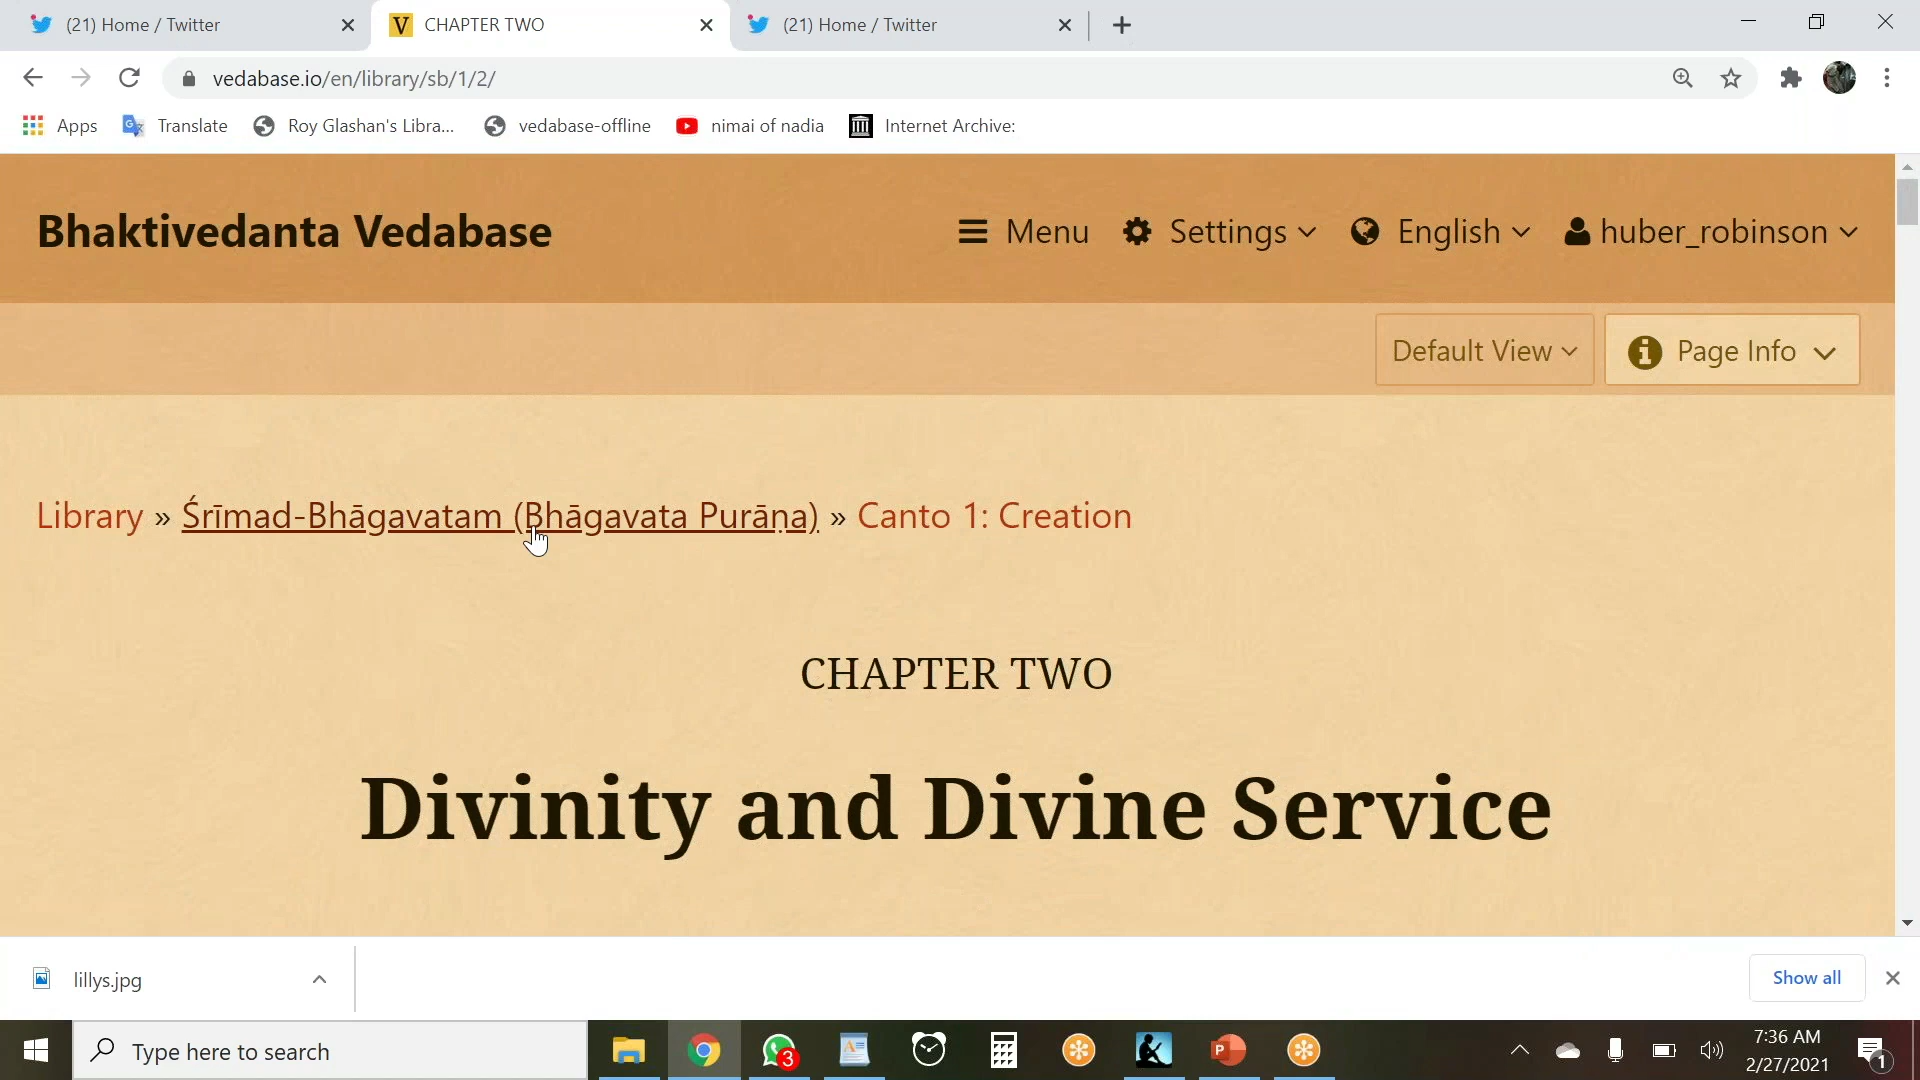 (21) Home / Twitter
CHAPTER TWO
(21) Home / Twitter
vedabase.io/en/library/sb/1/2/
Apps
Translate
Roy Glashan's Libra...
vedabase-offline
nimai of nadia
Internet Archive:
Bhaktivedanta Vedabase
Menu
Settings
English
huber_robinson
Default View
Page Info
Library » Śrīmad-Bhāgavatam (Bhāgavata Purāṇa) » Canto 1: Creation
CHAPTER TWO
Divinity and Divine Service
lillys.jpg
Show all
Type here to search
3
7:36 AM
2/27/2021
1